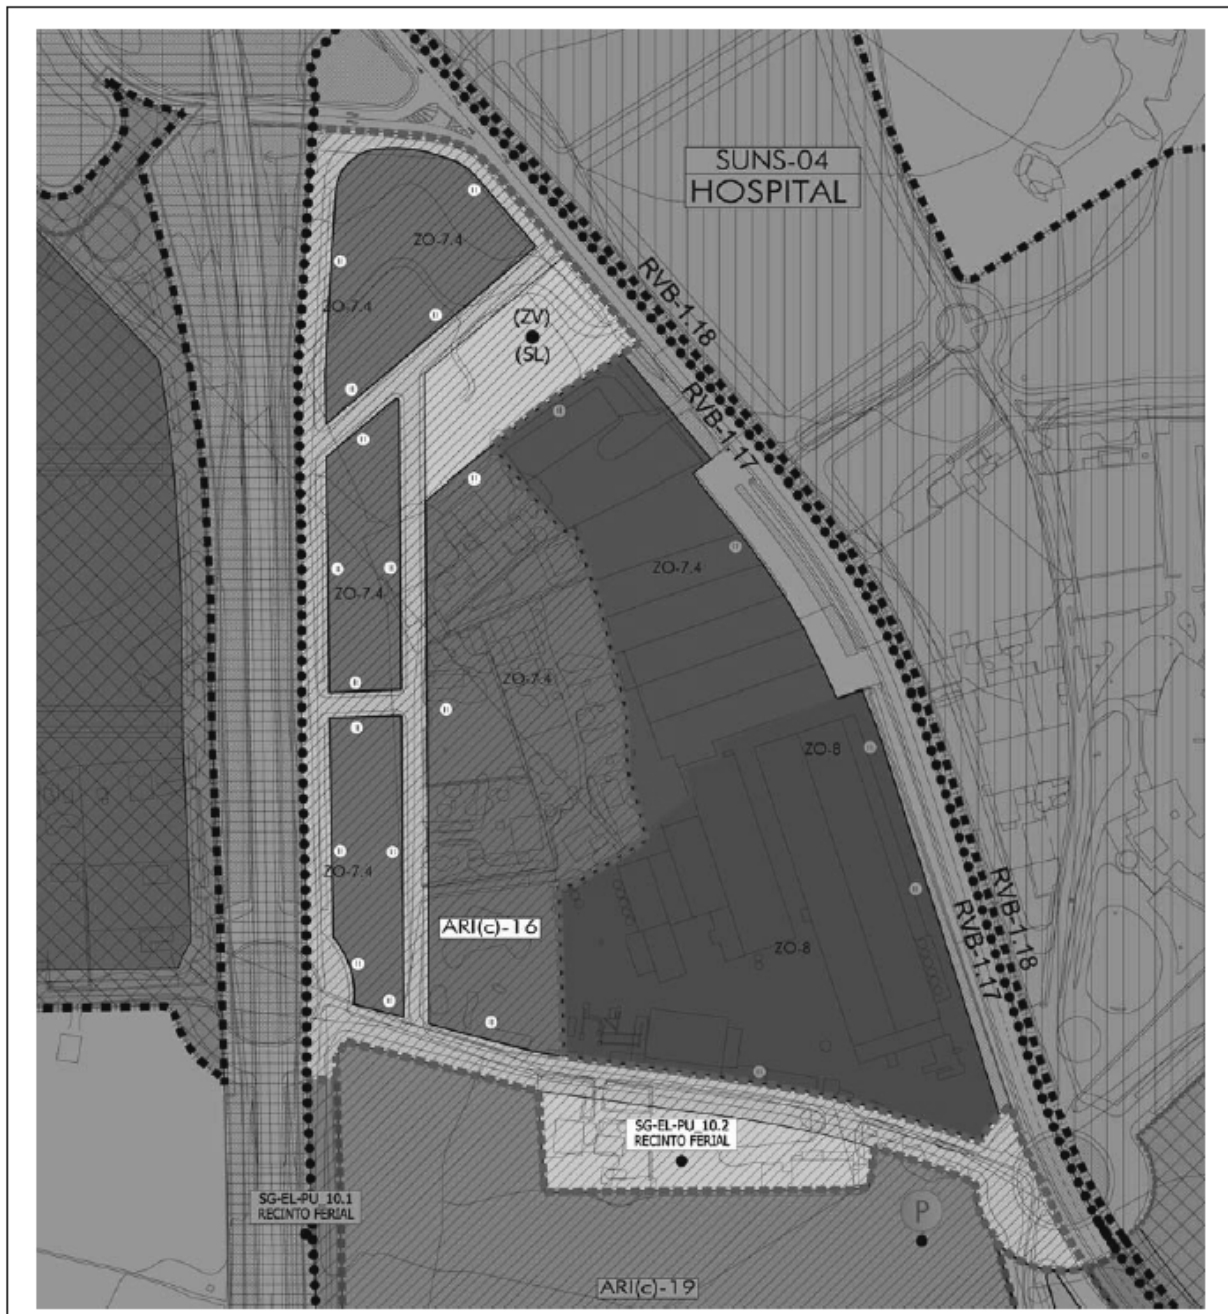 SUNS-04
HOSPITAL
ZO-7.4
RVB-1.18
ZO-7.4
(ZV)
(SL)
RVB-1.17
ZO-7.4
ZO-7.4
ZO-7.4
ZO-8
ZO-7.4
RVB-1.18
ARI(c)-16
ZO-8
RVB-1.17
SG-EL-PU_10.2
RECINTO FERIAL
SG-EL-PU_10.1
RECINTO FERIAL
P
ARI(c)-19